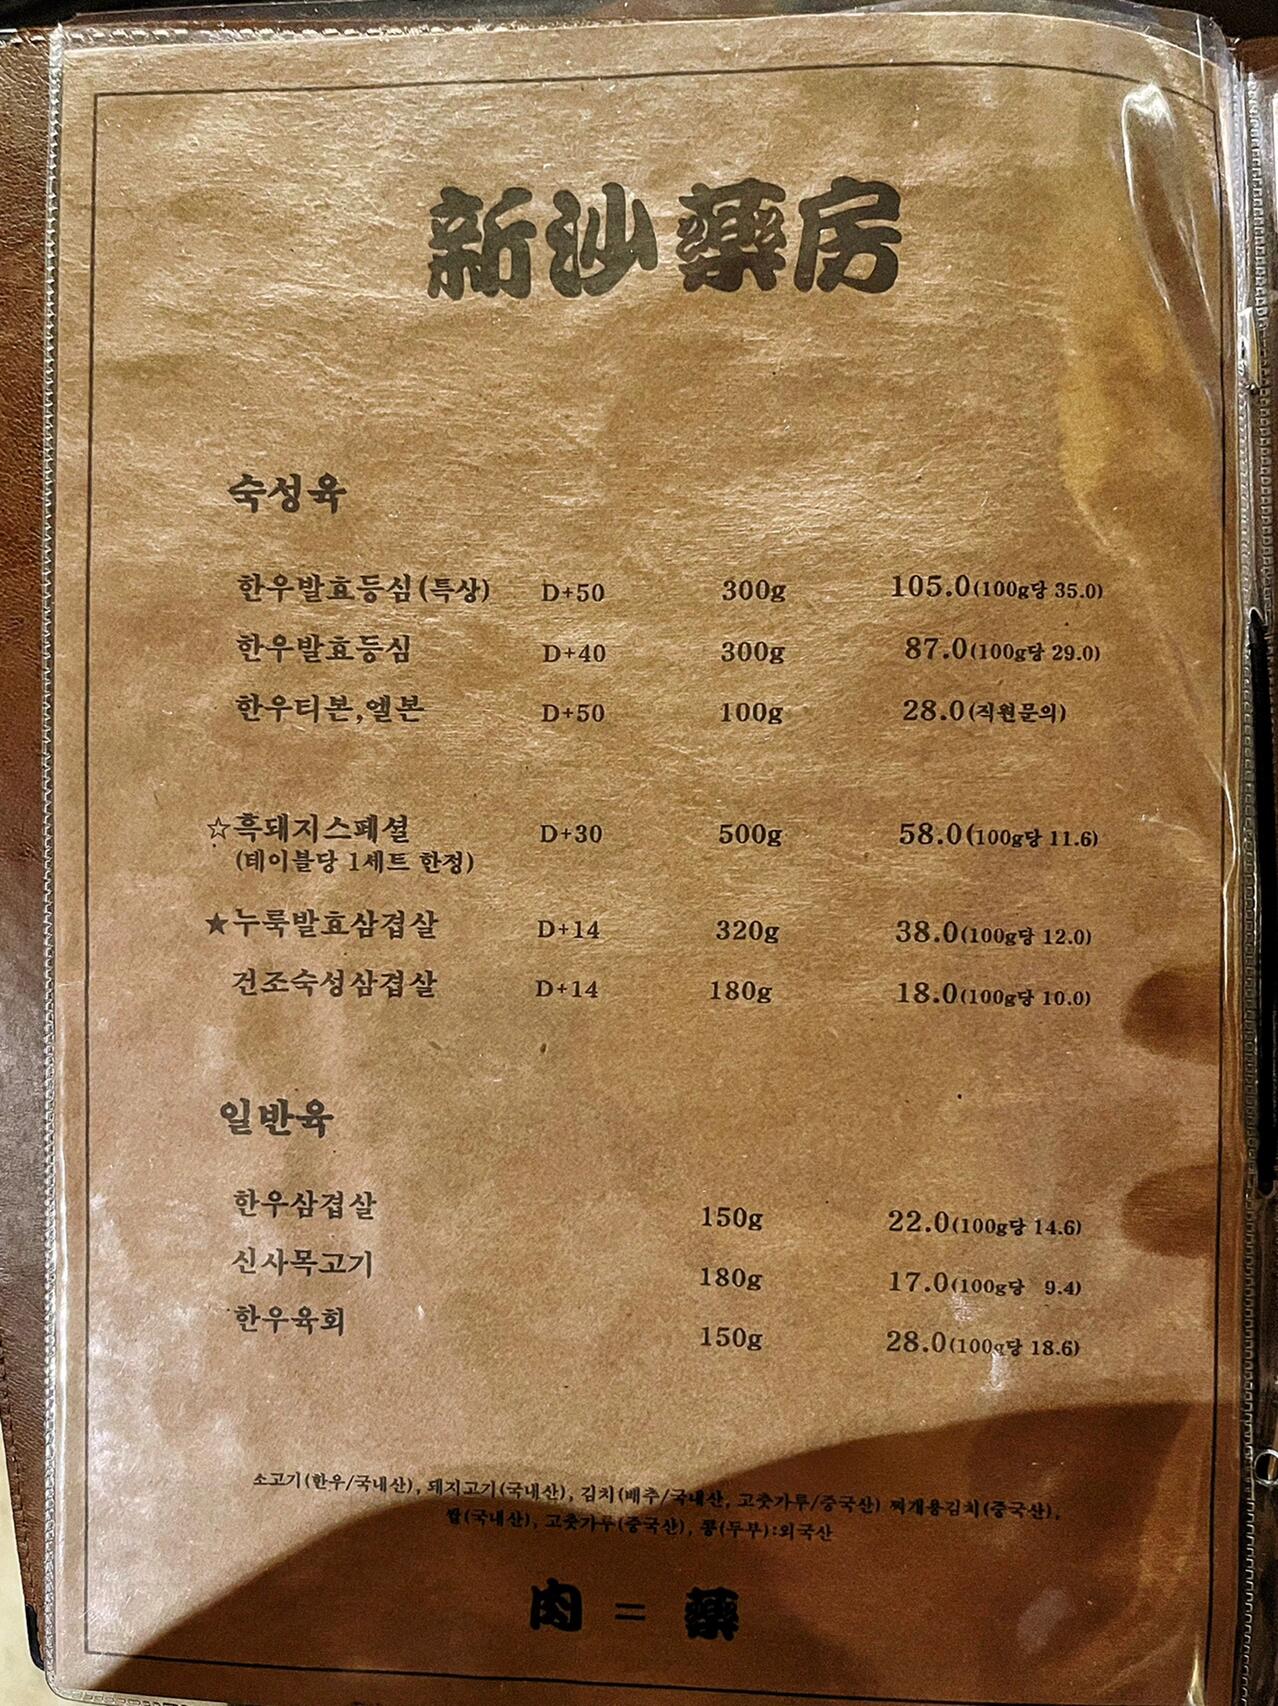 新沙藥房
숙성육
한우발효등심(특상) D+50 300g 105.0(100g당 35.0)
한우발효등심 D+40 300g 87.0(100g당 29.0)
한우티본,엘본 D+50 100g 28.0(직원문의)
☆흑돼지스페셜 D+30 500g 58.0(100g당 11.6)
(테이블당 1세트 한정)
★누룩발효삼겹살 D+14 320g 38.0(100g당 12.0)
건조숙성삼겹살 D+14 180g 18.0(100g당 10.0)
일반육
한우삼겹살 150g 22.0(100g당 14.6)
신사목고기 180g 17.0(100g당 9.4)
한우육회 150g 28.0(100g당 18.6)
소고기(한우/국내산), 돼지고기(국내산), 김치(배추/국내산, 고춧가루/중국산) 찌개용김치(중국산),
쌀(국내산), 고춧가루(중국산), 콩(두부):외국산
肉 = 藥